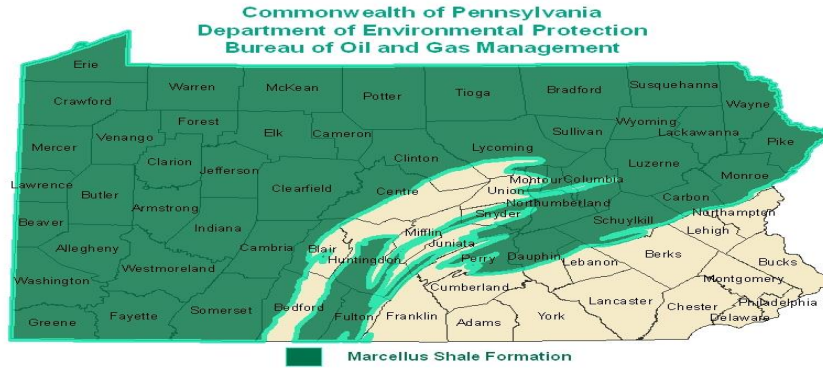 Commonwealth of Pennsylvania
Department of Environmental Protection
Bureau of Oil and Gas Management
Erie
Crawford
Warren
McKean
Potter
Tioga
Bradford
Susquehanna
Wayne
Mercer
Venango
Forest
Elk
Cameron
Clinton
Lycoming
Sullivan
Wyoming
Lackawanna
Pike
Lawrence
Butler
Clarion
Jefferson
Clearfield
Centre
Union
Montour
Columbia
Luzerne
Monroe
Beaver
Armstrong
Indiana
Cambria
Blair
Huntingdon
Mifflin
Juniata
Snyder
Northumberland
Schuylkill
Carbon
Northampton
Lehigh
Allegheny
Westmoreland
Perry
Dauphin
Lebanon
Berks
Bucks
Montgomery
Washington
Somerset
Bedford
Fulton
Franklin
Cumberland
Adams
York
Lancaster
Chester
Philadelphia
Delaware
Greene
Fayette
Marcellus Shale Formation